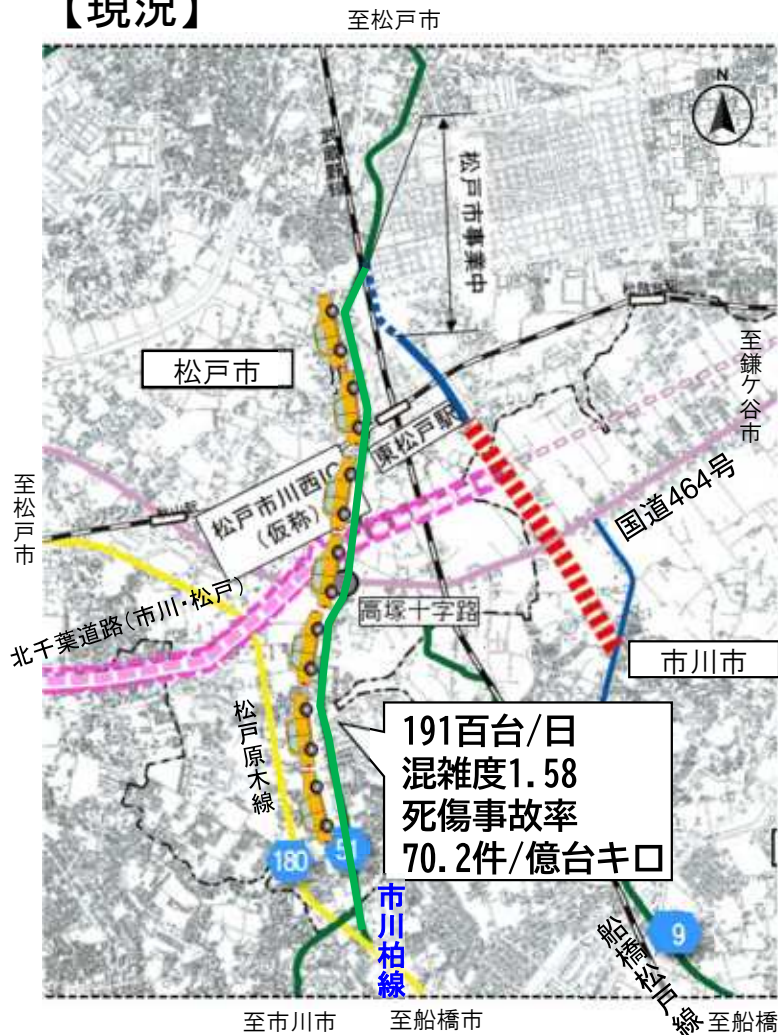 【現況】
至松戸市
N
松戸市事業中
松戸市
至鎌ケ谷市
東松戸駅
至松戸市
松戸市川西IC
(仮称)
国道464号
北千葉道路(市川・松戸)
高塚十字路
市川市
松戸原木線
191百台/日
混雑度1.58
死傷事故率
70.2件/億台キロ
180
51
市川柏線
9
船橋松戸線
至市川市
至船橋市
至船橋